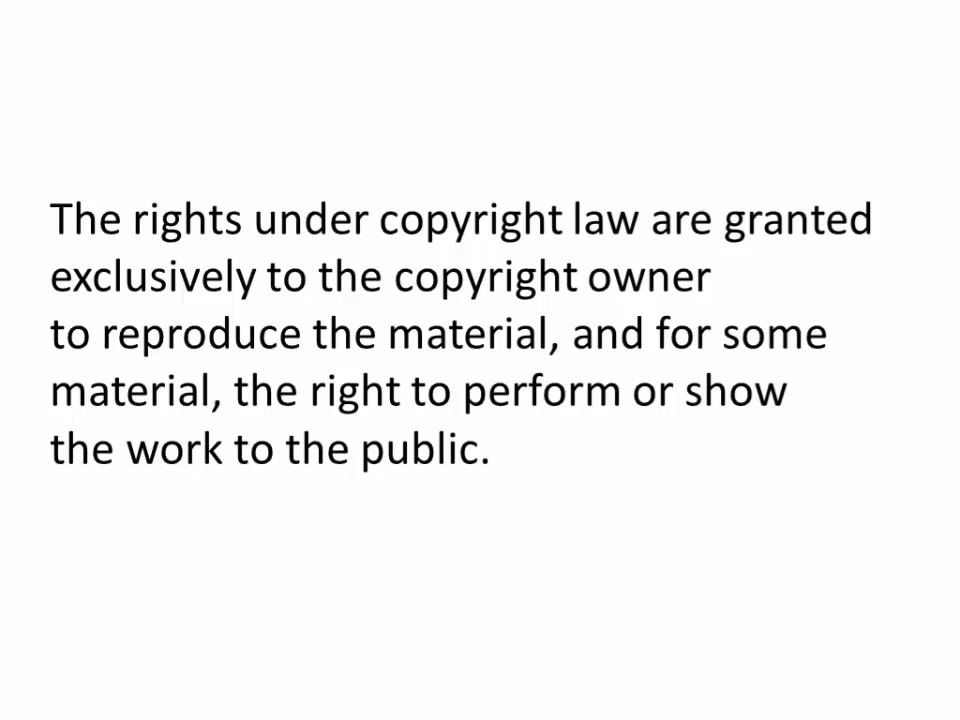 The rights under copyright law are granted
exclusively to the copyright owner
to reproduce the material, and for some
material, the right to perform or show
the work to the public.